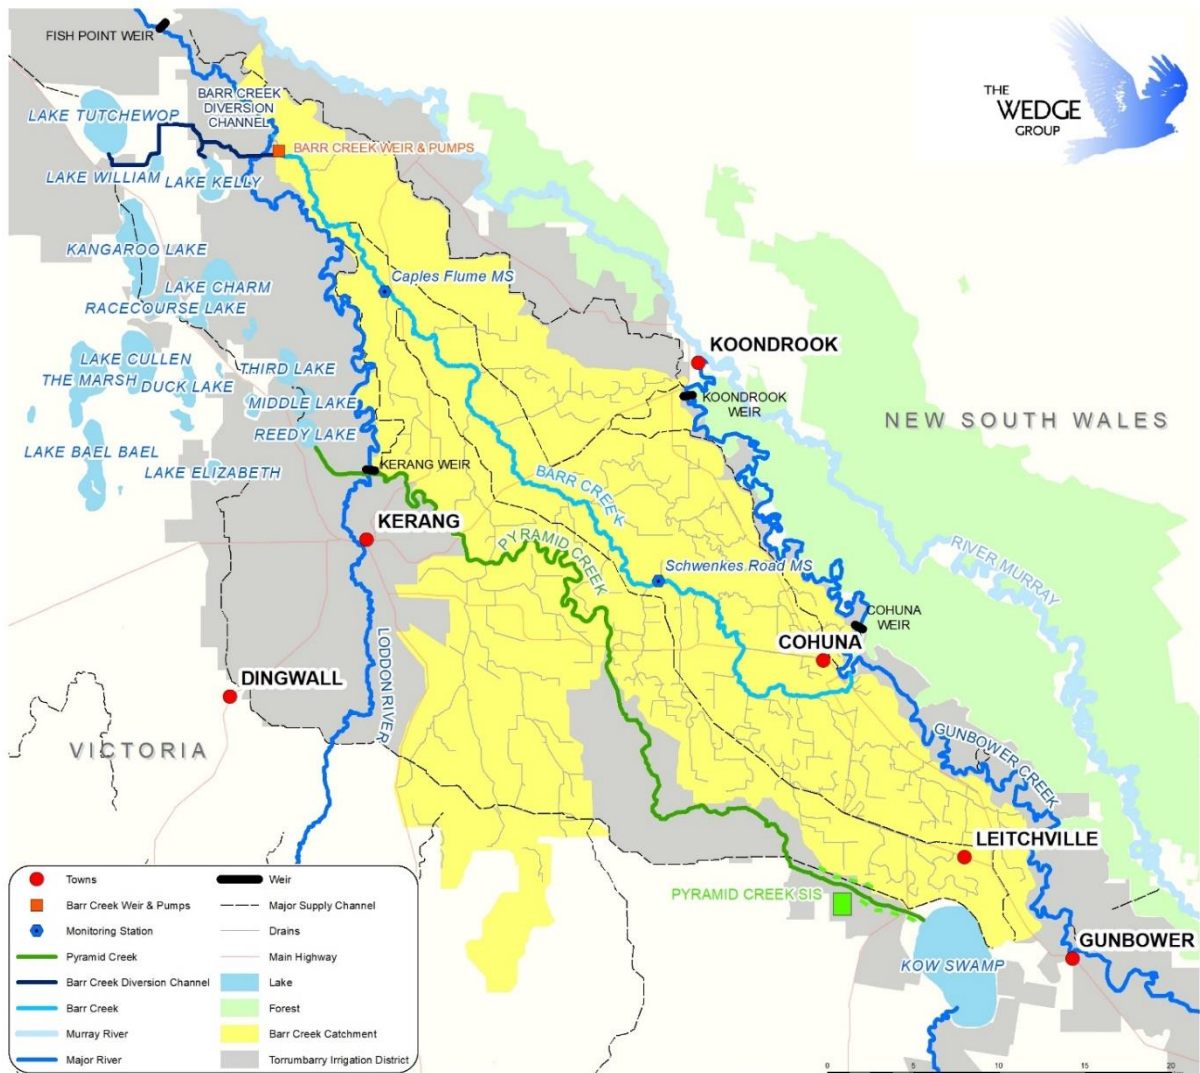 FISH POINT WEIR
THE
WEDGE
GROUP
BARR CREEK
DIVERSION
CHANNEL
LAKE TUTCHEWOP
BARR CREEK WEIR & PUMPS
LAKE WILLIAM
LAKE KELLY
KANGAROO LAKE
Caples Flume MS
LAKE CHARM
RACECOURSE LAKE
KOONDROOK
LAKE CULLEN
THIRD LAKE
THE MARSH
DUCK LAKE
MIDDLE LAKE
KOONDROOK
WEIR
NEW SOUTH WALES
REEDY LAKE
LAKE BAEL BAEL
LAKE ELIZABETH
KERANG WEIR
BARR CREEK
KERANG
PYRAMID CREEK
RIVER MURRAY
Schwenkes Road MS
COHUNA
WEIR
COHUNA
LODDON RIVER
DINGWALL
VICTORIA
GUNBOWER CREEK
LEITCHVILLE
PYRAMID CREEK SIS
GUNBOWER
KOW SWAMP
Towns
Barr Creek Weir & Pumps
Monitoring Station
Pyramid Creek
Barr Creek Diversion Channel
Barr Creek
Murray River
Major River
Weir
Major Supply Channel
Drains
Main Highway
Lake
Forest
Barr Creek Catchment
Torrumbarry Irrigation District
0 5 10 15 20